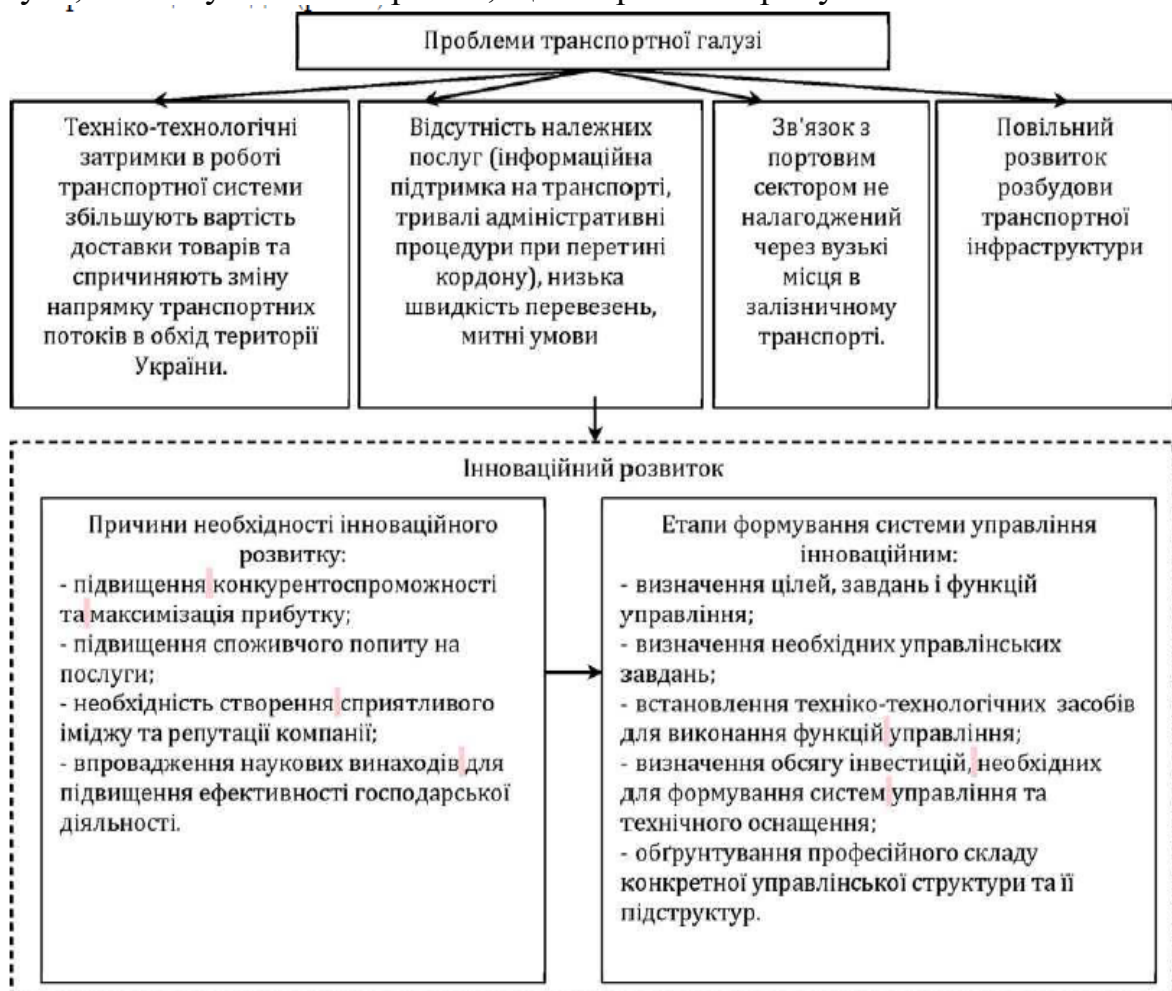 Проблеми транспортної галузі
Техніко-технологічні
затримки в роботі
транспортної системи
збільшують вартість
доставки товарів та
спричиняють зміну
напрямку транспортних
потоків в обхід території
України.
Відсутність належних
послуг (інформаційна
підтримка на транспорті,
тривалі адміністративні
процедури при перетині
кордону), низька
швидкість перевезень,
митні умови
Зв'язок з
портовим
сектором не
налагоджений
через вузькі
місця в
залізничному
транспорті.
Повільний
розвиток
розбудови
транспортної
інфраструктури
Інноваційний розвиток
Причини необхідності інноваційного
розвитку:
- підвищення конкурентоспроможності
та максимізація прибутку;
- підвищення споживчого попиту на
послуги;
- необхідність створення сприятливого
іміджу та репутації компанії;
- впровадження наукових винаходів для
підвищення ефективності господарської
діяльності.
Етапи формування системи управління
інноваційним:
- визначення цілей, завдань і функцій
управління;
- визначення необхідних управлінських
завдань;
- встановлення техніко-технологічних засобів
для виконання функцій управління;
- визначення обсягу інвестицій, необхідних
для формування систем управління та
технічного оснащення;
- обґрунтування професійного складу
конкретної управлінської структури та її
підструктур.